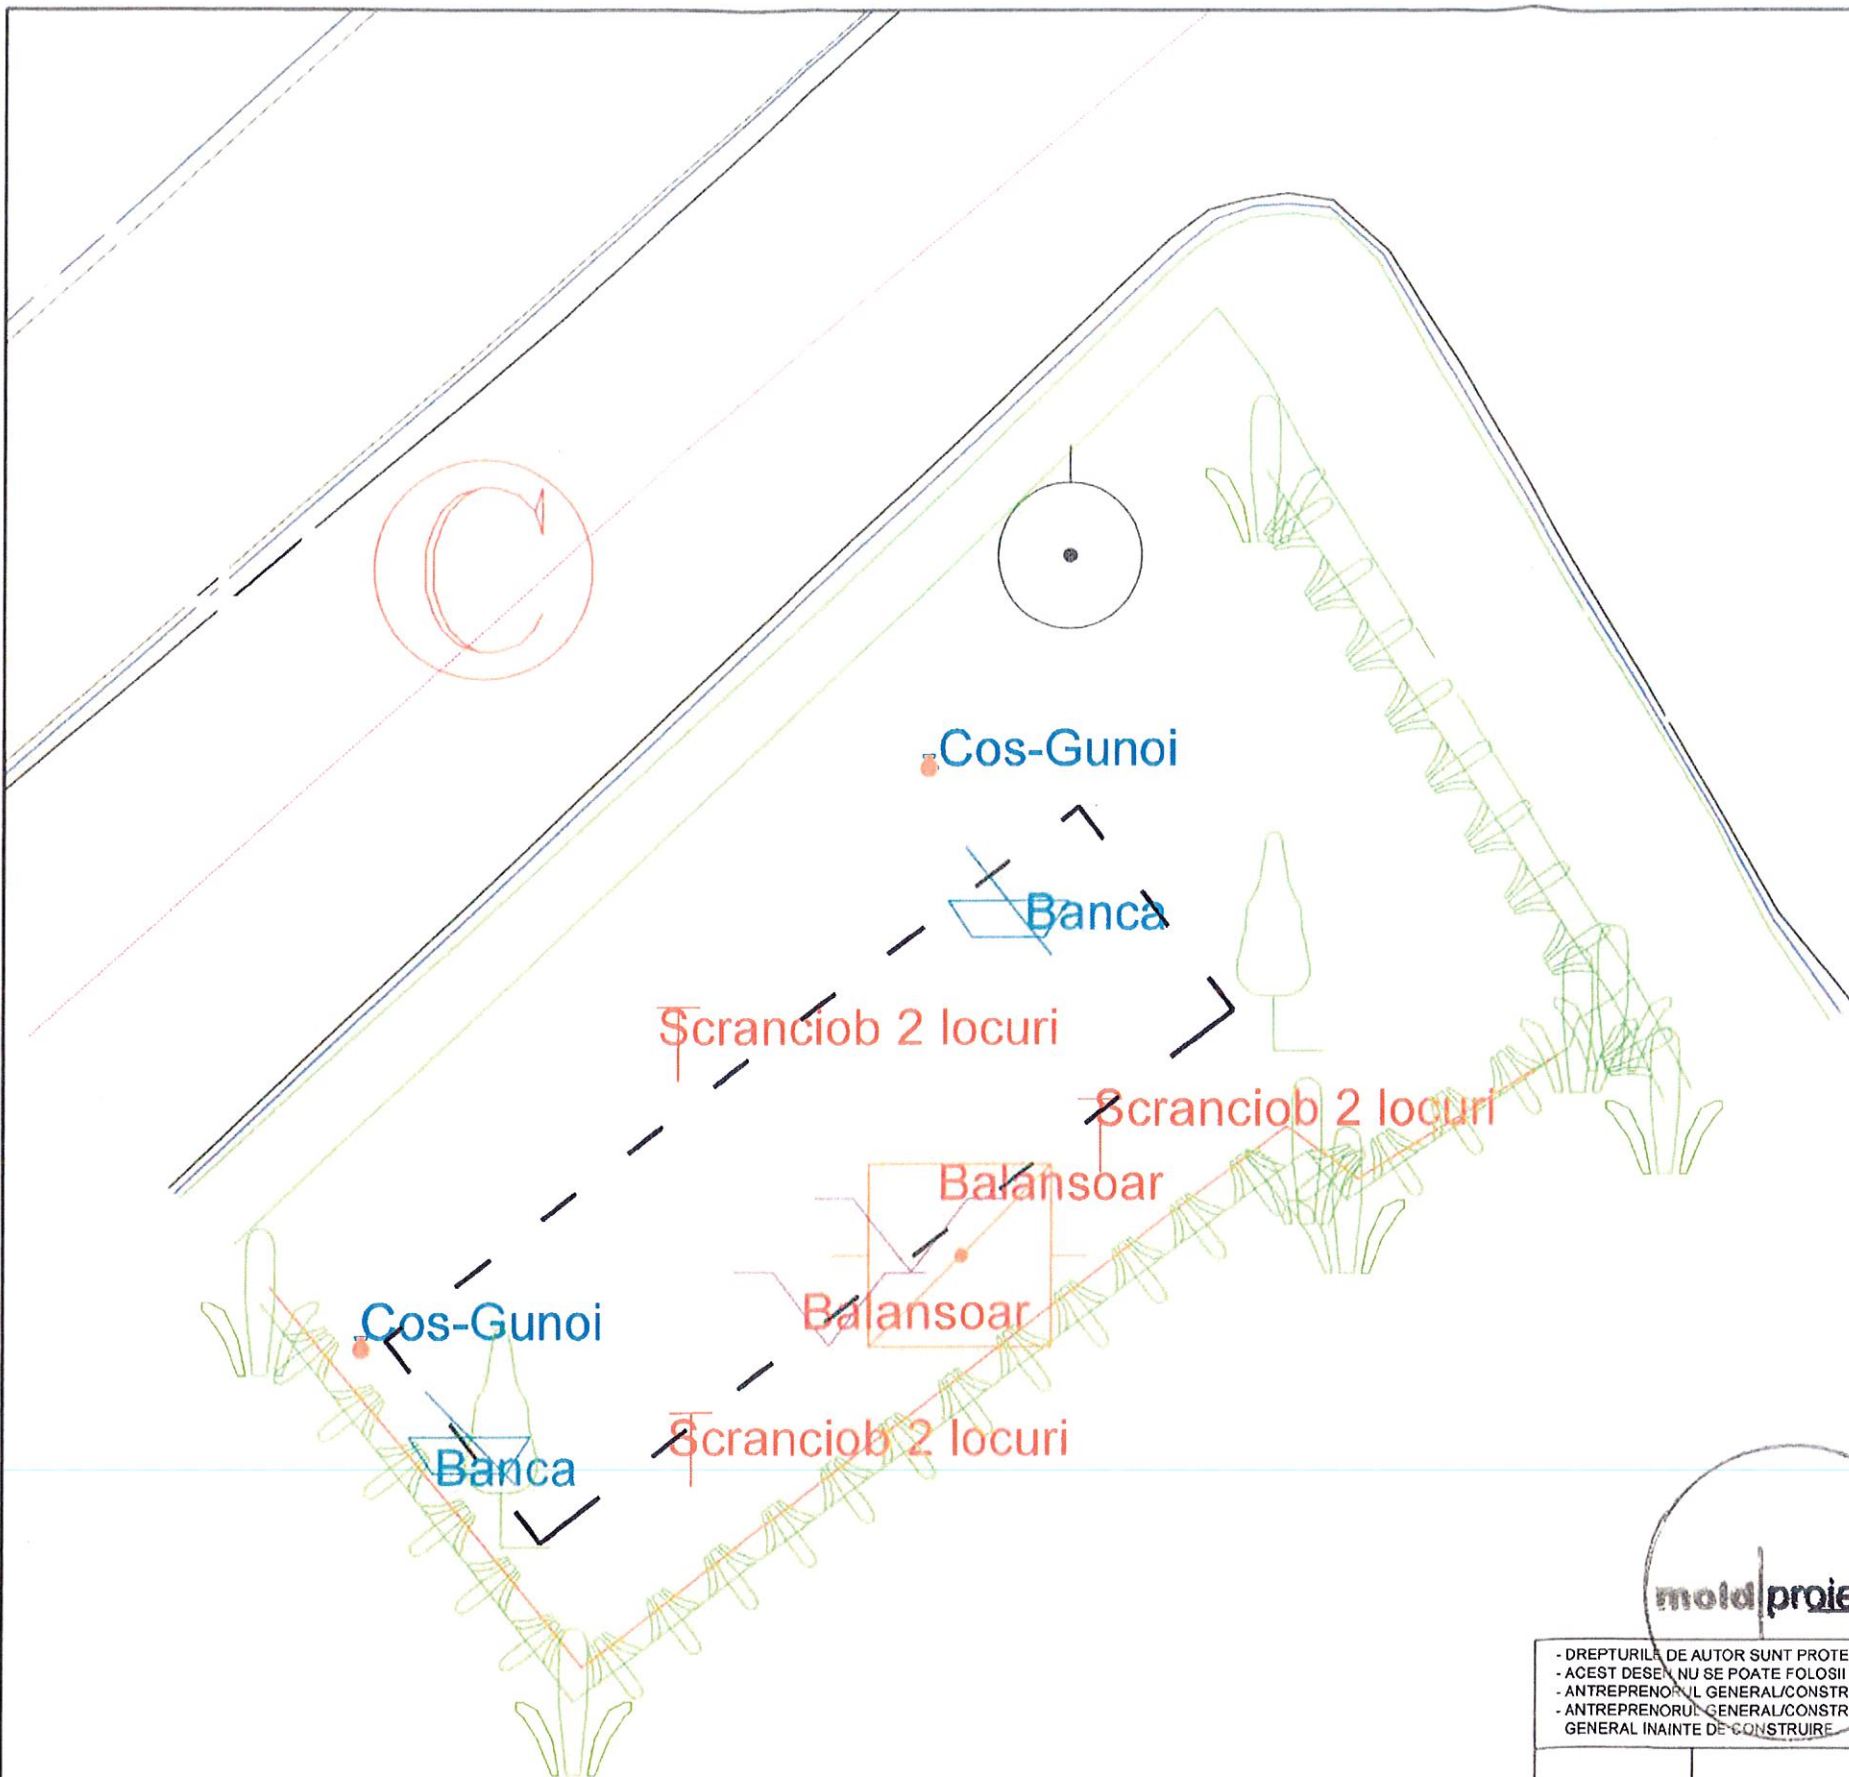 C
Cos-Gunoi
Banca
Scranciob 2 locuri
Scranciob 2 locuri
Balansoar
Balansoar
Cos-Gunoi
Scranciob 2 locuri
Banca
mold proie
- DREPTURILE DE AUTOR SUNT PROTE
- ACEST DESEN NU SE POATE FOLOSII
- ANTREPRENORUL GENERAL/CONSTR
- ANTREPRENORUL GENERAL/CONSTR
GENERAL INAINTE DE CONSTRUIRE